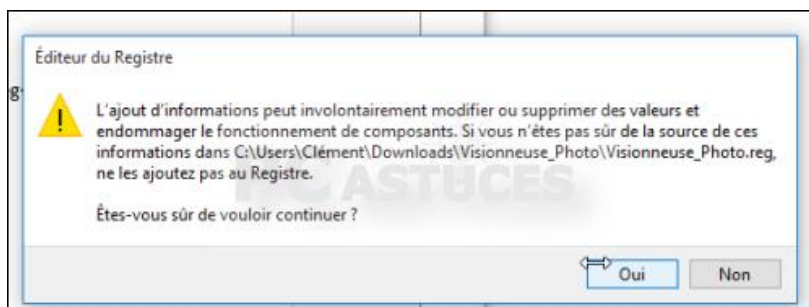 Éditeur du Registre
L'ajout d'informations peut involontairement modifier ou supprimer des valeurs et
endommager le fonctionnement de composants. Si vous n'êtes pas sûr de la source de ces
informations dans C:\Users\Clément\Downloads\Visionneuse_Photo\Visionneuse_Photo.reg,
ne les ajoutez pas au Registre.
PC ASTUCES
Êtes-vous sûr de vouloir continuer ?
Oui Non